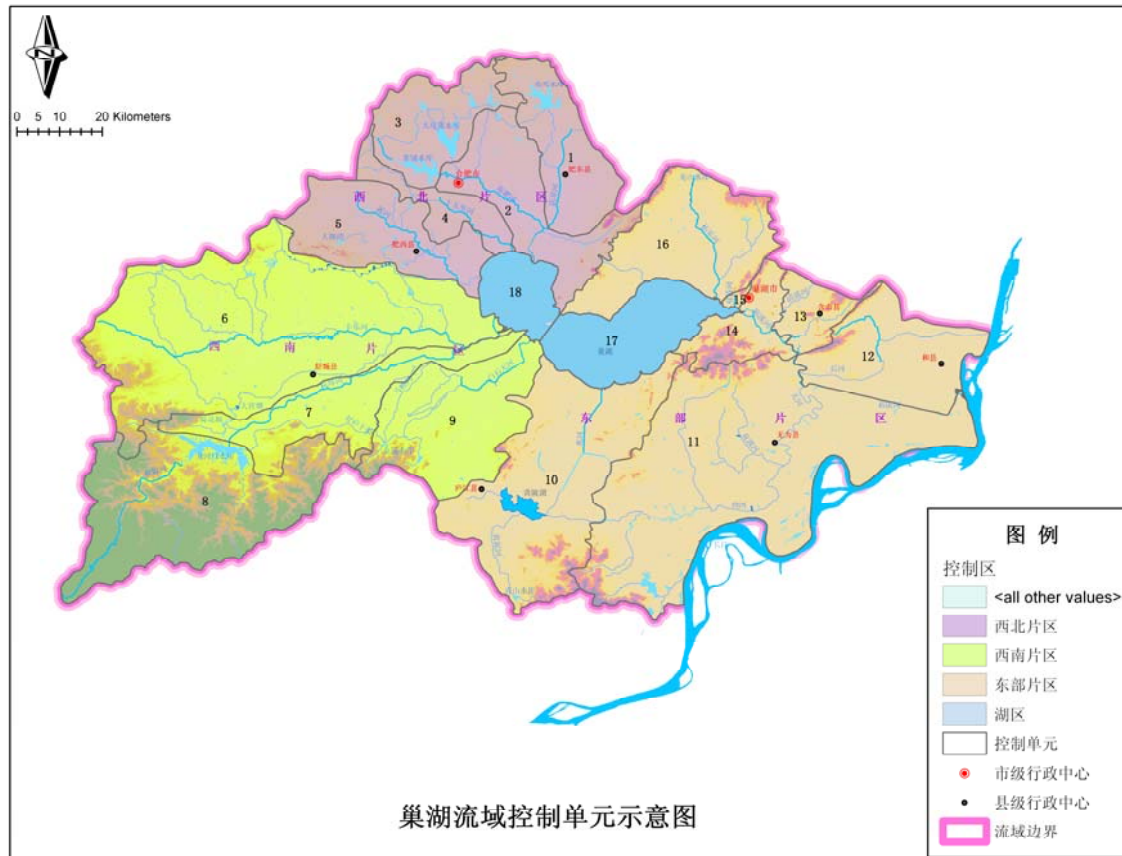 N
0 5 10 20 Kilometers
3
1
合肥市
肥东县
西 北 片 区
2
4
5
肥西县
16
18
6
15
巢湖市
13
含山县
17
巢湖
14
12
和县
西 南 片 区
舒城县
7
9
东 部 片 区
11
无为县
10
庐江县
黄陂湖
8
图 例
控制区
<all other values>
西北片区
西南片区
东部片区
湖区
控制单元
市级行政中心
县级行政中心
流域边界
巢湖流域控制单元示意图